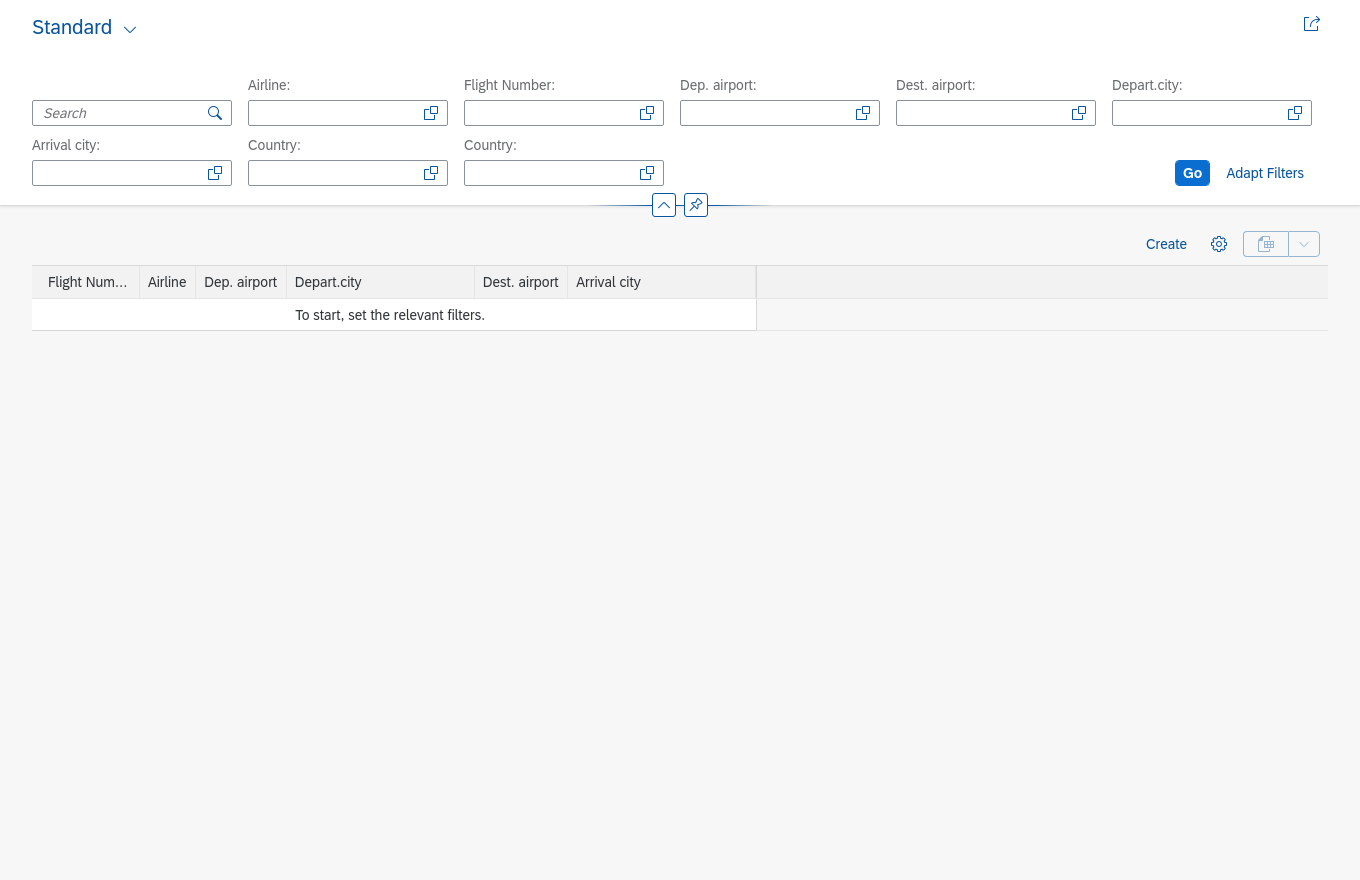 Standard
Airline: Flight Number: Dep. airport: Dest. airport: Depart.city:
Search
Arrival city: Country: Country:
Go Adapt Filters
Create
Flight Num... Airline Dep. airport Depart.city Dest. airport Arrival city
To start, set the relevant filters.